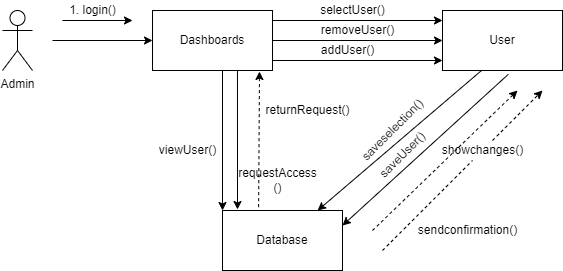 1. login()
selectUser()
removeUser()
Dashboards
User
addUser()
Admin
returnRequest()
saveselection()
viewUser()
saveUser()
showchanges()
requestAccess
()
sendconfirmation()
Database